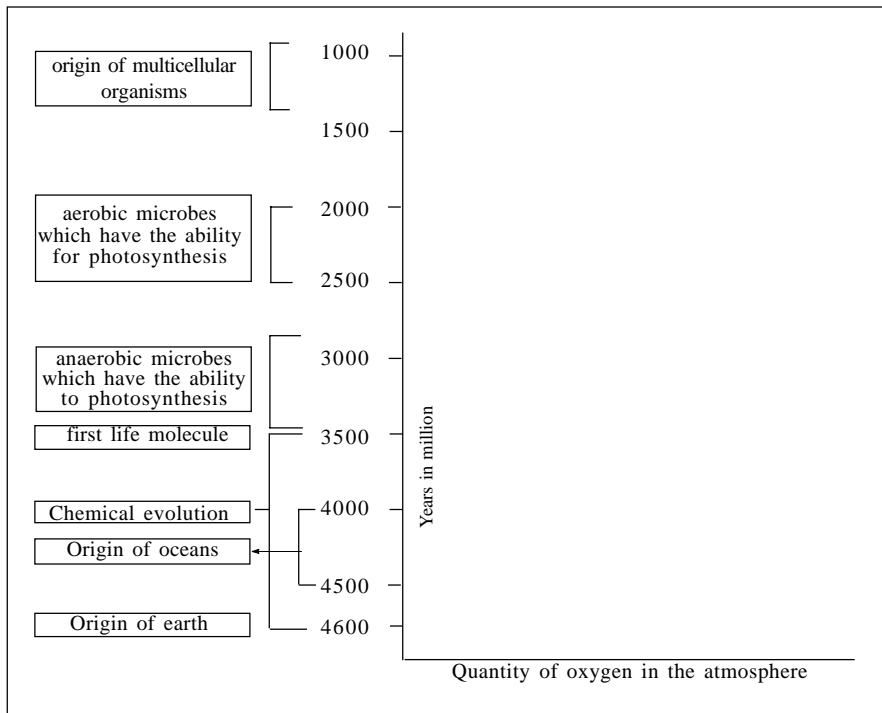 origin of multicellular
organisms
aerobic microbes
which have the ability
for photosynthesis
anaerobic microbes
which have the ability
to photosynthesis
first life molecule
Chemical evolution
Origin of oceans
Origin of earth
1000
1500
2000
2500
3000
3500
4000
4500
4600
Years in million
Quantity of oxygen in the atmosphere